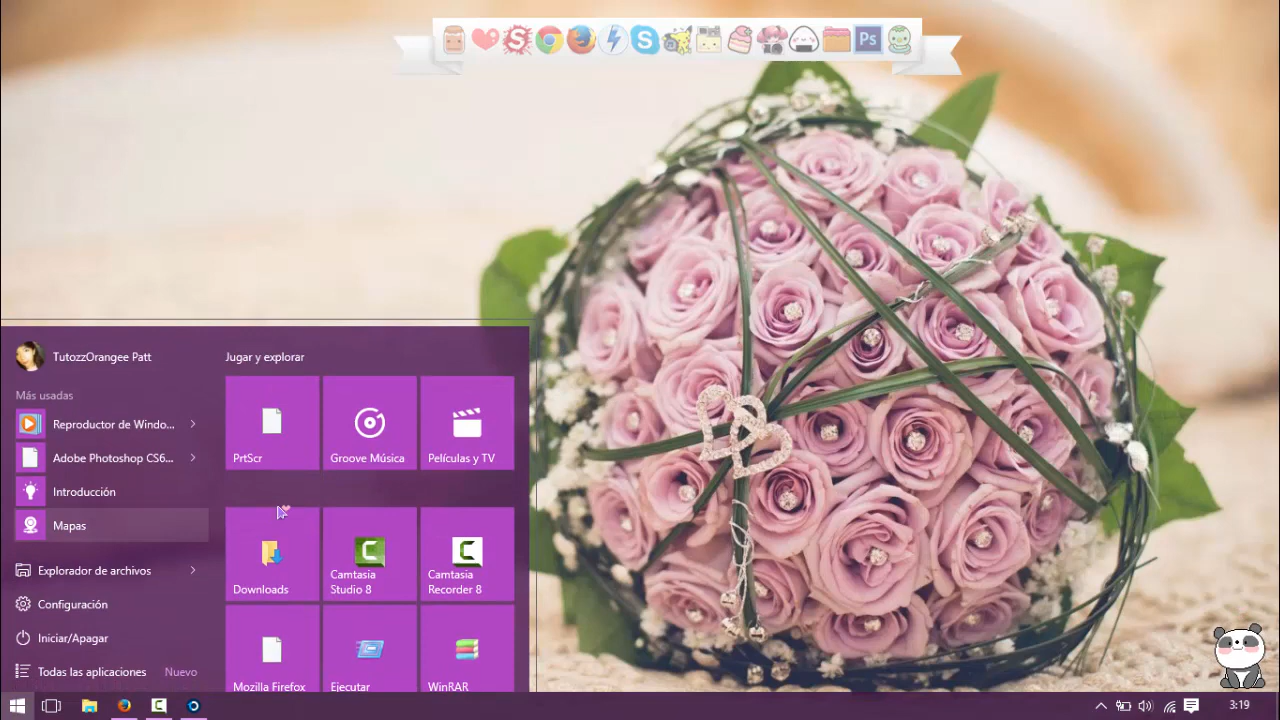 Ps
TutozzOrangee Patt
Más usadas
Reproductor de Windo...
Adobe Photoshop CS6...
Introducción
Mapas
Explorador de archivos
Configuración
Iniciar/Apagar
Todas las aplicaciones Nuevo
Jugar y explorar
PrtScr
Groove Música
Películas y TV
Downloads
Camtasia
Studio 8
Camtasia
Recorder 8
Mozilla Firefox
Ejecutar
WinRAR
3:19